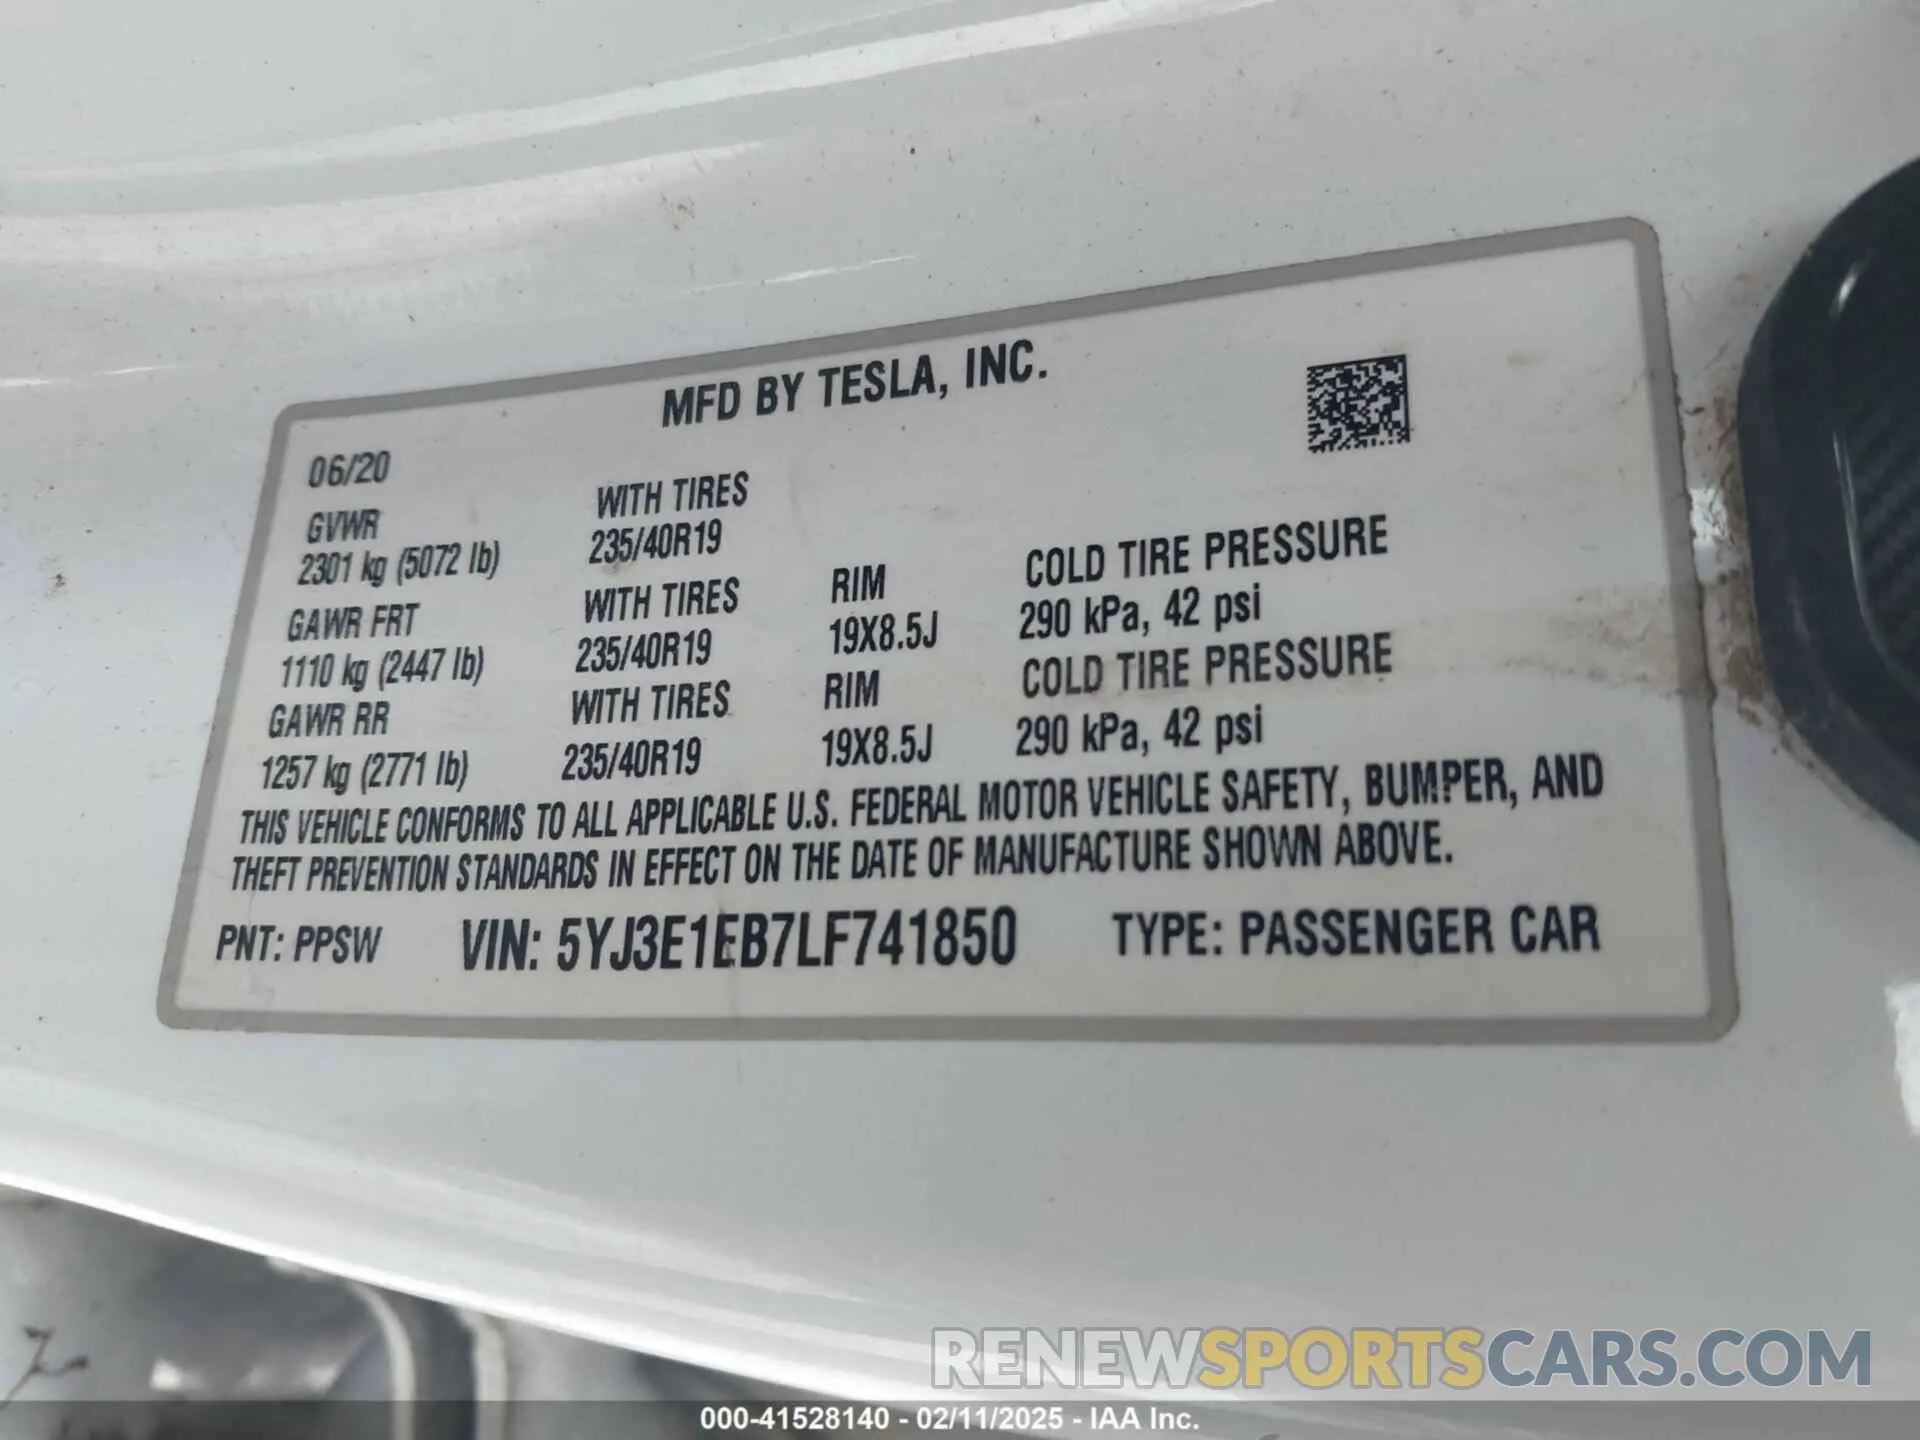 MFD BY TESLA, INC.
06/20
GVWR WITH TIRES
2301 kg (5072 lb) 235/40R19
GAWR FRT WITH TIRES RIM COLD TIRE PRESSURE
1110 kg (2447 lb) 235/40R19 19X8.5J 290 kPa, 42 psi
GAWR RR WITH TIRES RIM COLD TIRE PRESSURE
1257 kg (2771 lb) 235/40R19 19X8.5J 290 kPa, 42 psi
THIS VEHICLE CONFORMS TO ALL APPLICABLE U.S. FEDERAL MOTOR VEHICLE SAFETY, BUMPER, AND
THEFT PREVENTION STANDARDS IN EFFECT ON THE DATE OF MANUFACTURE SHOWN ABOVE.
PNT: PPSW VIN: 5YJ3E1EB7LF741850 TYPE: PASSENGER CAR
RENEWSPORTSCARS.COM
000-41528140 - 02/11/2025 - IAA Inc.